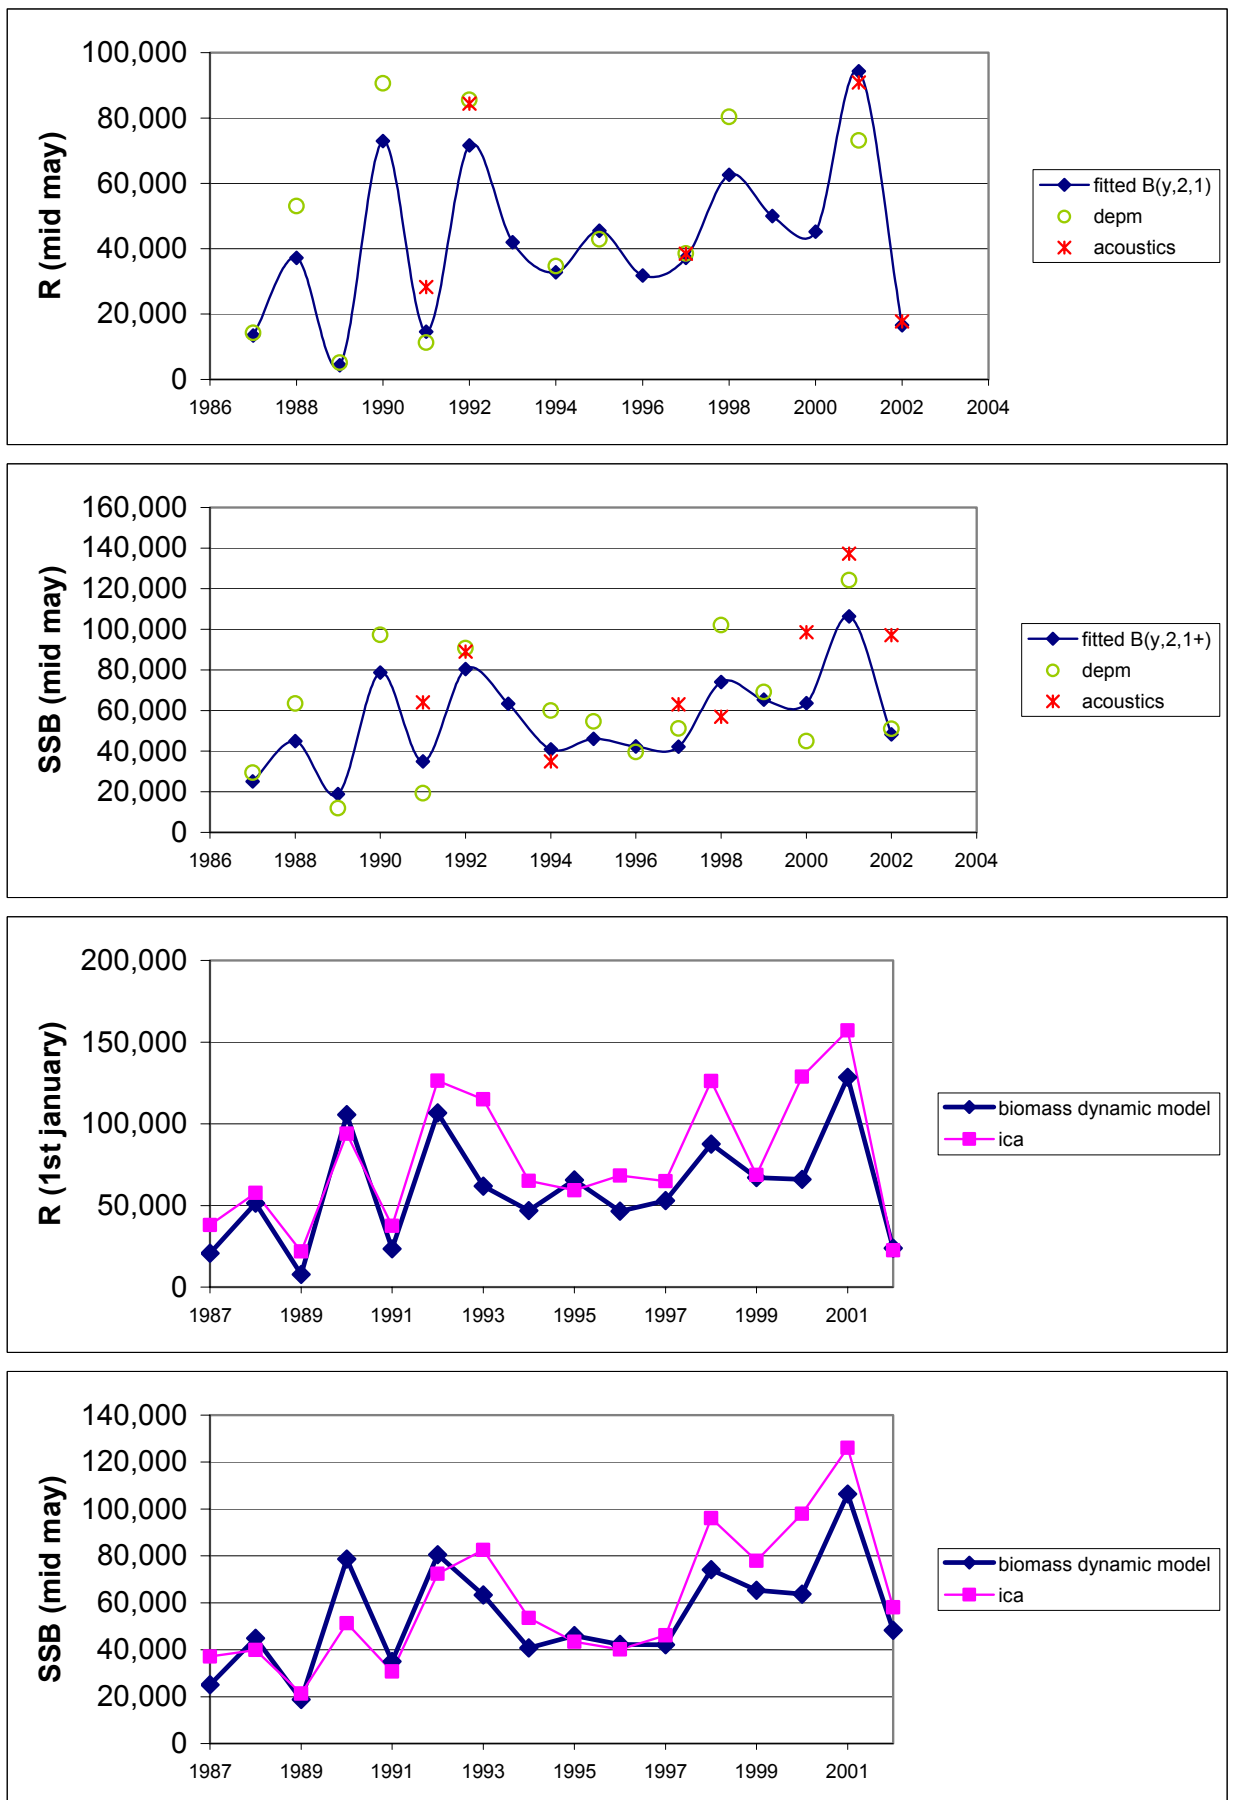 100,000
80,000
60,000
40,000
20,000
0
R (mid may)
1986 1988 1990 1992 1994 1996 1998 2000 2002 2004
fitted B(y,2,1)
depm
acoustics
160,000
140,000
120,000
100,000
80,000
60,000
40,000
20,000
0
SSB (mid may)
1986 1988 1990 1992 1994 1996 1998 2000 2002 2004
fitted B(y,2,1+)
depm
acoustics
200,000
150,000
100,000
50,000
0
R (1st january)
1987 1989 1991 1993 1995 1997 1999 2001
biomass dynamic model
ica
140,000
120,000
100,000
80,000
60,000
40,000
20,000
0
SSB (mid may)
1987 1989 1991 1993 1995 1997 1999 2001
biomass dynamic model
ica